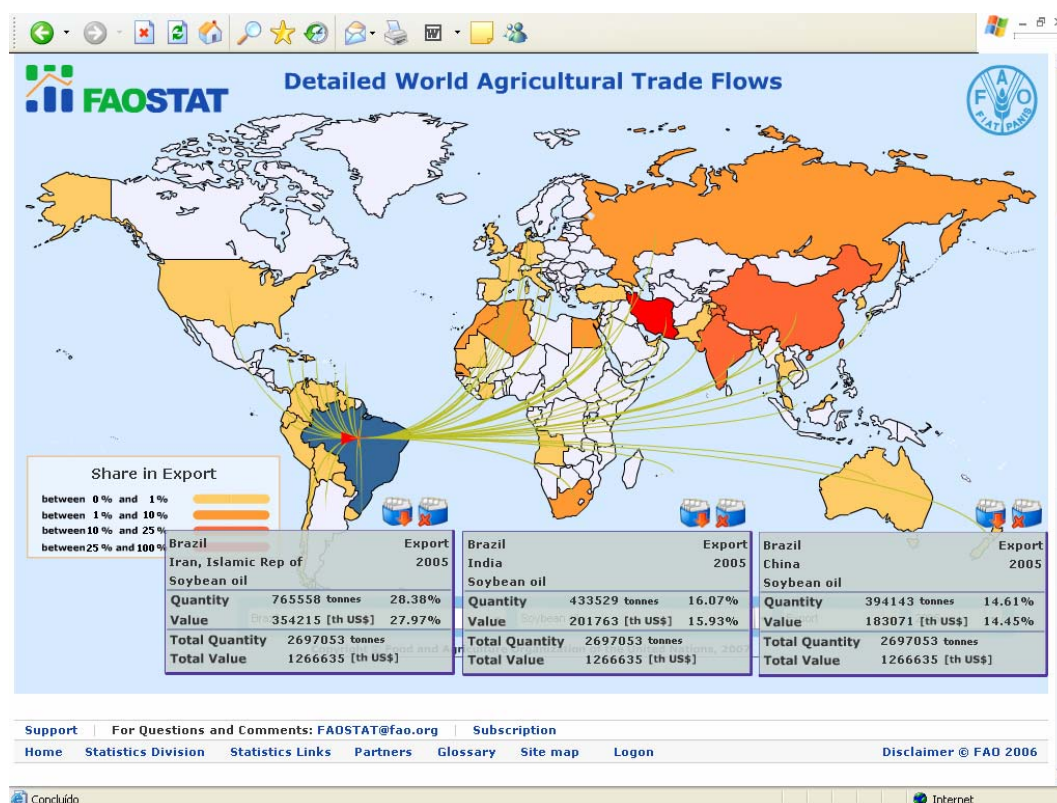 Detailed World Agricultural Trade Flows
FAOSTAT
F A O
FIAT PANIS
Share in Export
between 0 % and 1 %
between 1 % and 10 %
between 10 % and 25 %
between 25 % and 100 %
Brazil Export
Iran, Islamic Rep of 2005
Soybean oil
Quantity 765558 tonnes 28.38%
Value 354215 [th US$] 27.97%
Total Quantity 2697053 tonnes
Total Value 1266635 [th US$]
Brazil Export
India 2005
Soybean oil
Quantity 433529 tonnes 16.07%
Value 201763 [th US$] 15.93%
Total Quantity 2697053 tonnes
Total Value 1266635 [th US$]
Brazil Export
China 2005
Soybean oil
Quantity 394143 tonnes 14.61%
Value 183071 [th US$] 14.45%
Total Quantity 2697053 tonnes
Total Value 1266635 [th US$]
Support | For Questions and Comments: FAOSTAT@fao.org | Subscription
Home Statistics Division Statistics Links Partners Glossary Site map Logon Disclaimer © FAO 2006
Concluído Internet